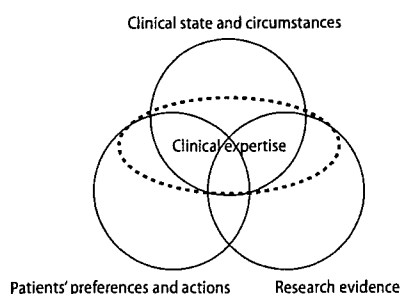 Clinical state and circumstances
Clinical expertise
Patients' preferences and actions
Research evidence